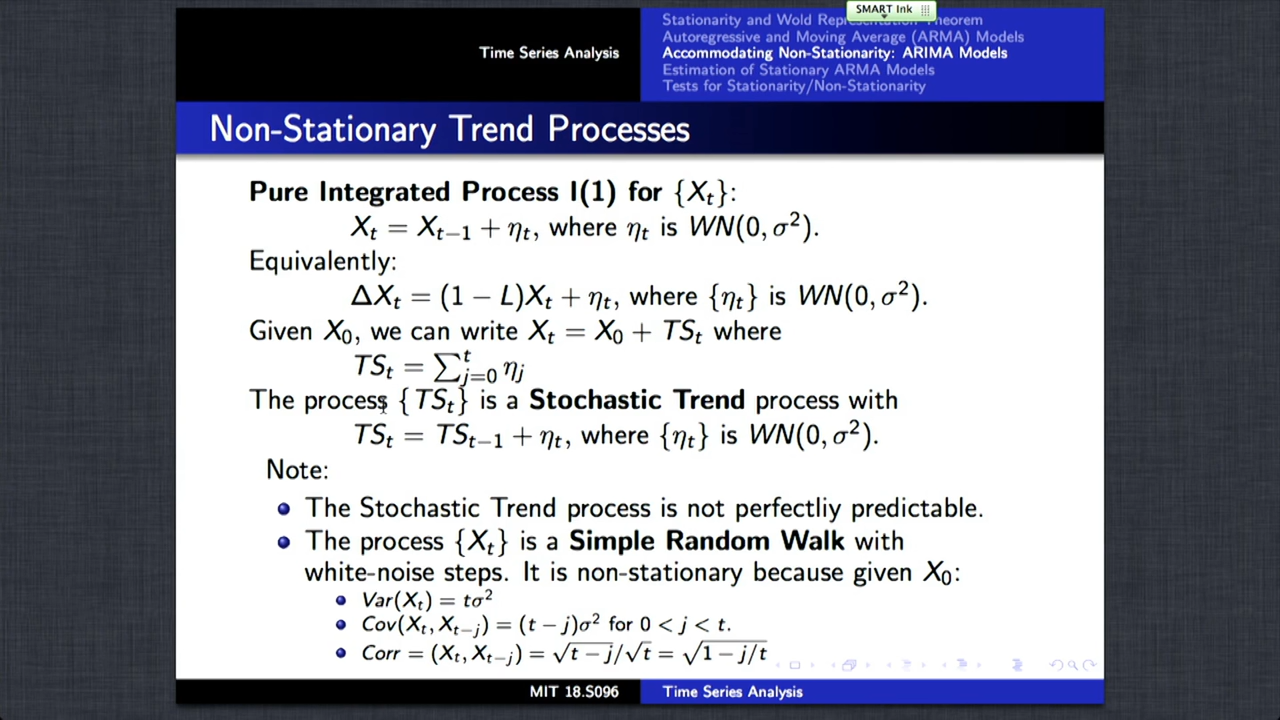 SMART Ink
Time Series Analysis
Stationarity and Wold Representation Theorem
Autoregressive and Moving Average (ARMA) Models
Accommodating Non-Stationarity: ARIMA Models
Estimation of Stationary ARMA Models
Tests for Stationarity/Non-Stationarity
Non-Stationary Trend Processes
Pure Integrated Process I(1) for {X_t}:
X_t = X_{t−1} + η_t, where η_t is WN(0, σ²).
Equivalently:
ΔX_t = (1 − L)X_t + η_t, where {η_t} is WN(0, σ²).
Given X_0, we can write X_t = X_0 + TS_t where
TS_t = ∑_{j=0}^t η_j
The process {TS_t} is a Stochastic Trend process with
TS_t = TS_{t−1} + η_t, where {η_t} is WN(0, σ²).
Note:
The Stochastic Trend process is not perfectliy predictable.
The process {X_t} is a Simple Random Walk with
white-noise steps. It is non-stationary because given X_0:
Var(X_t) = tσ²
Cov(X_t, X_{t−j}) = (t − j)σ² for 0 < j < t.
Corr = (X_t, X_{t−j}) = √(t − j)/√t = √(1 − j/t)
MIT 18.S096
Time Series Analysis